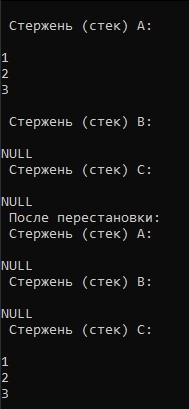 Стержень (стек) A:
1
2
3
Стержень (стек) B:
NULL
Стержень (стек) C:
NULL
После перестановки:
Стержень (стек) A:
NULL
Стержень (стек) B:
NULL
Стержень (стек) C:
1
2
3